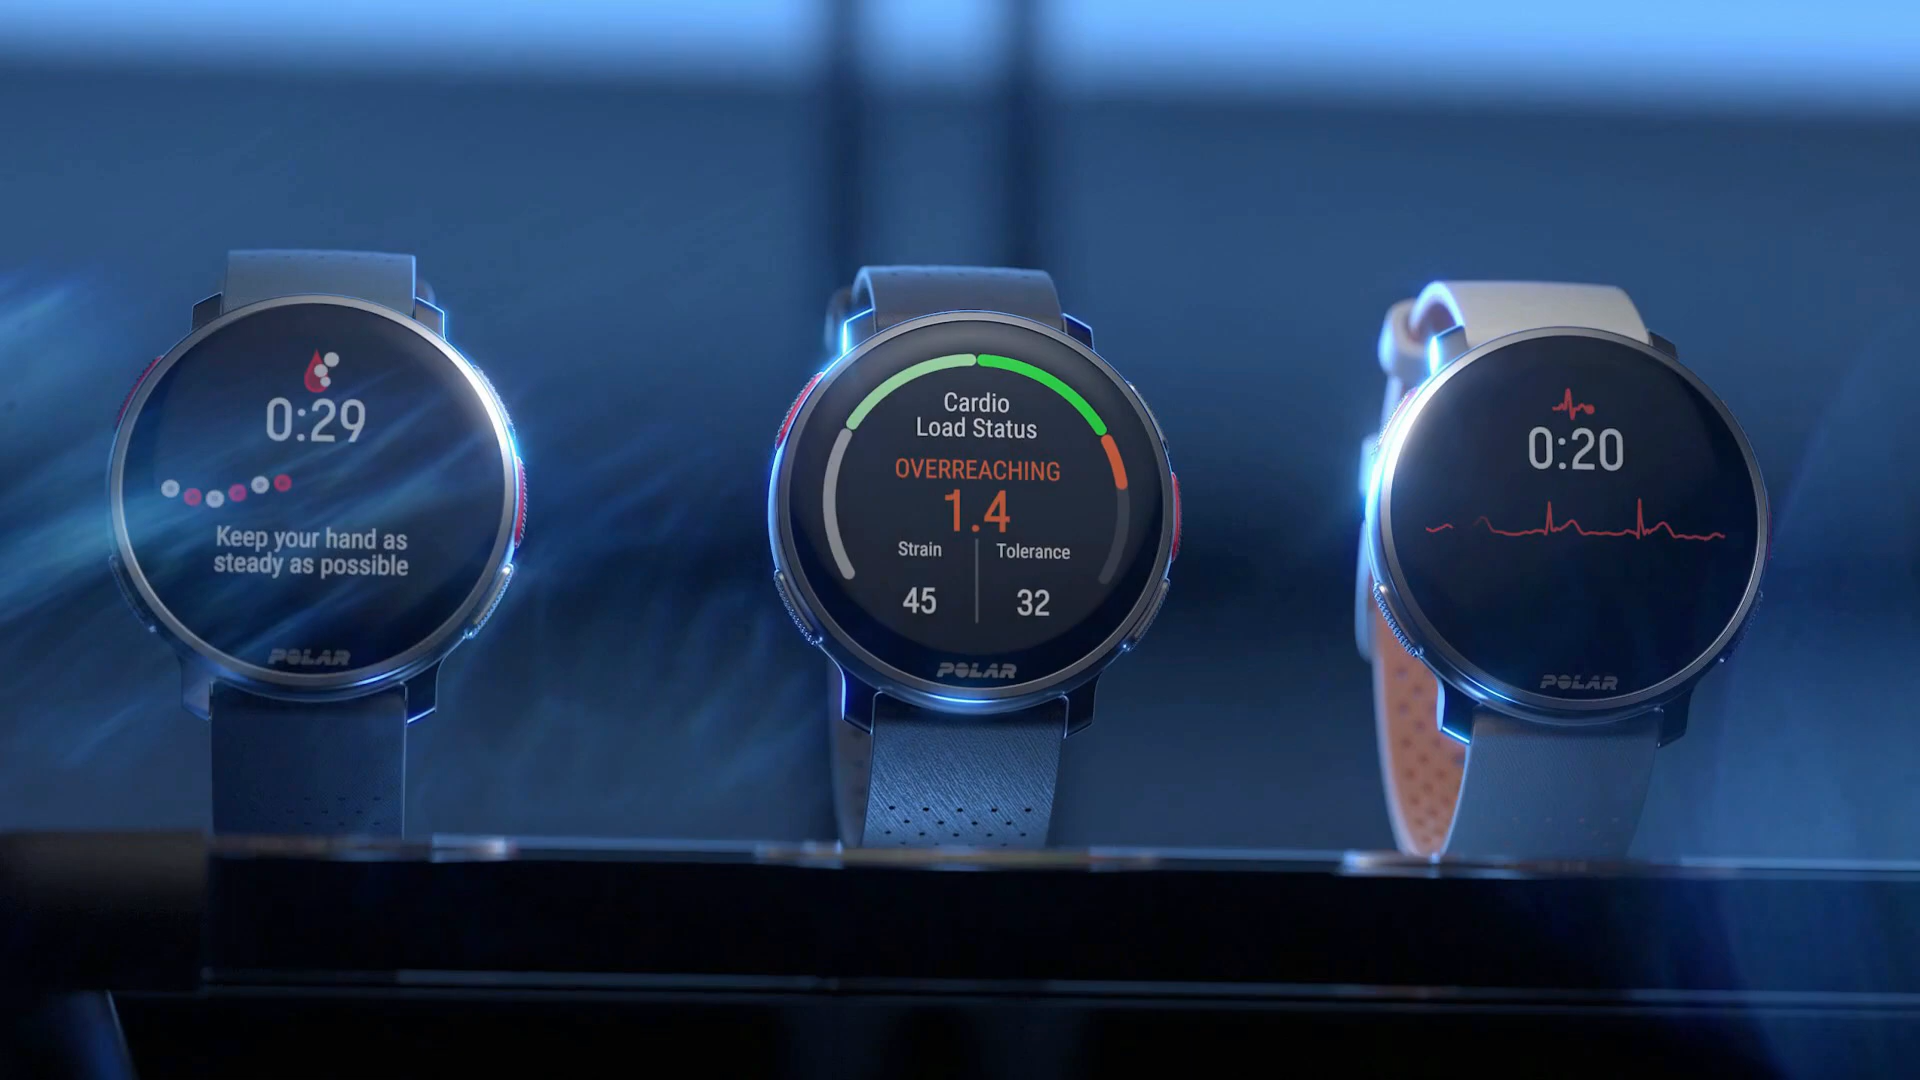 0:29
Keep your hand as
steady as possible
POLAR
Cardio
Load Status
OVERREACHING
1.4
Strain
Tolerance
45
32
POLAR
0:20
POLAR